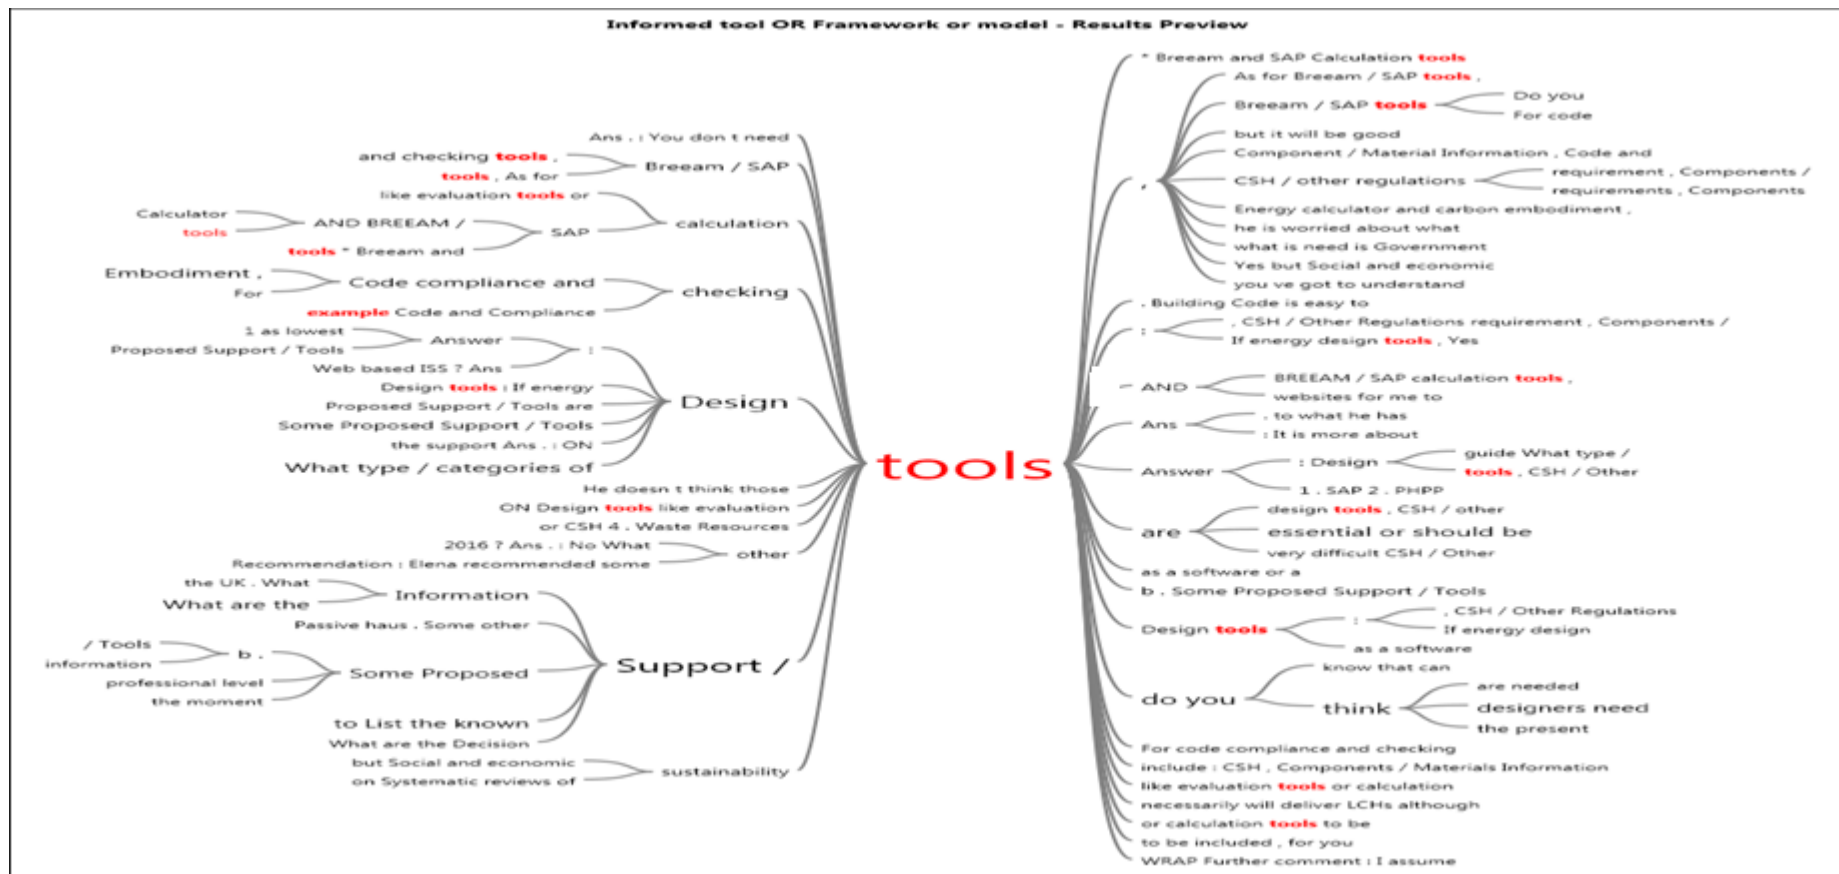 Informed tool OR Framework or model - Results Preview
Ans . : You don t need
and checking tools ,
tools , As for
Breeam / SAP
like evaluation tools or
Calculator
tools
AND BREEAM /
tools * Breeam and
SAP
calculation
Embodiment ,
For
Code compliance and
example Code and Compliance
checking
1 as lowest
Proposed Support / Tools
Answer
Web based ISS ? Ans
:
Design tools : If energy
Proposed Support / Tools are
Some Proposed Support / Tools
the support Ans . : ON
What type / categories of
Design
He doesn t think those
ON Design tools like evaluation
or CSH 4 . Waste Resources
2016 ? Ans . : No What
Recommendation : Elena recommended some
other
the UK . What
What are the
Information
Passive haus . Some other
/ Tools
information
b .
professional level
the moment
Some Proposed
to List the known
What are the Decision
Support /
but Social and economic
on Systematic reviews of
sustainability
tools
* Breeam and SAP Calculation tools
,
As for Breeam / SAP tools ,
Breeam / SAP tools
Do you
For code
but it will be good
Component / Material Information , Code and
CSH / other regulations
requirement , Components /
requirements , Components
Energy calculator and carbon embodiment ,
he is worried about what
what is need is Government
Yes but Social and economic
you ve got to understand
. Building Code is easy to
:
, CSH / Other Regulations requirement , Components /
If energy design tools , Yes
AND
BREEAM / SAP calculation tools ,
websites for me to
Ans
. to what he has
: It is more about
Answer
: Design
guide What type /
tools , CSH / Other
1 . SAP 2 . PHPP
are
design tools , CSH / other
essential or should be
very difficult CSH / Other
as a software or a
b . Some Proposed Support / Tools
Design tools
:
, CSH / Other Regulations
If energy design
as a software
do you
know that can
think
are needed
designers need
the present
For code compliance and checking
include : CSH , Components / Materials Information
like evaluation tools or calculation
necessarily will deliver LCHs although
or calculation tools to be
to be included , for you
WRAP Further comment : I assume